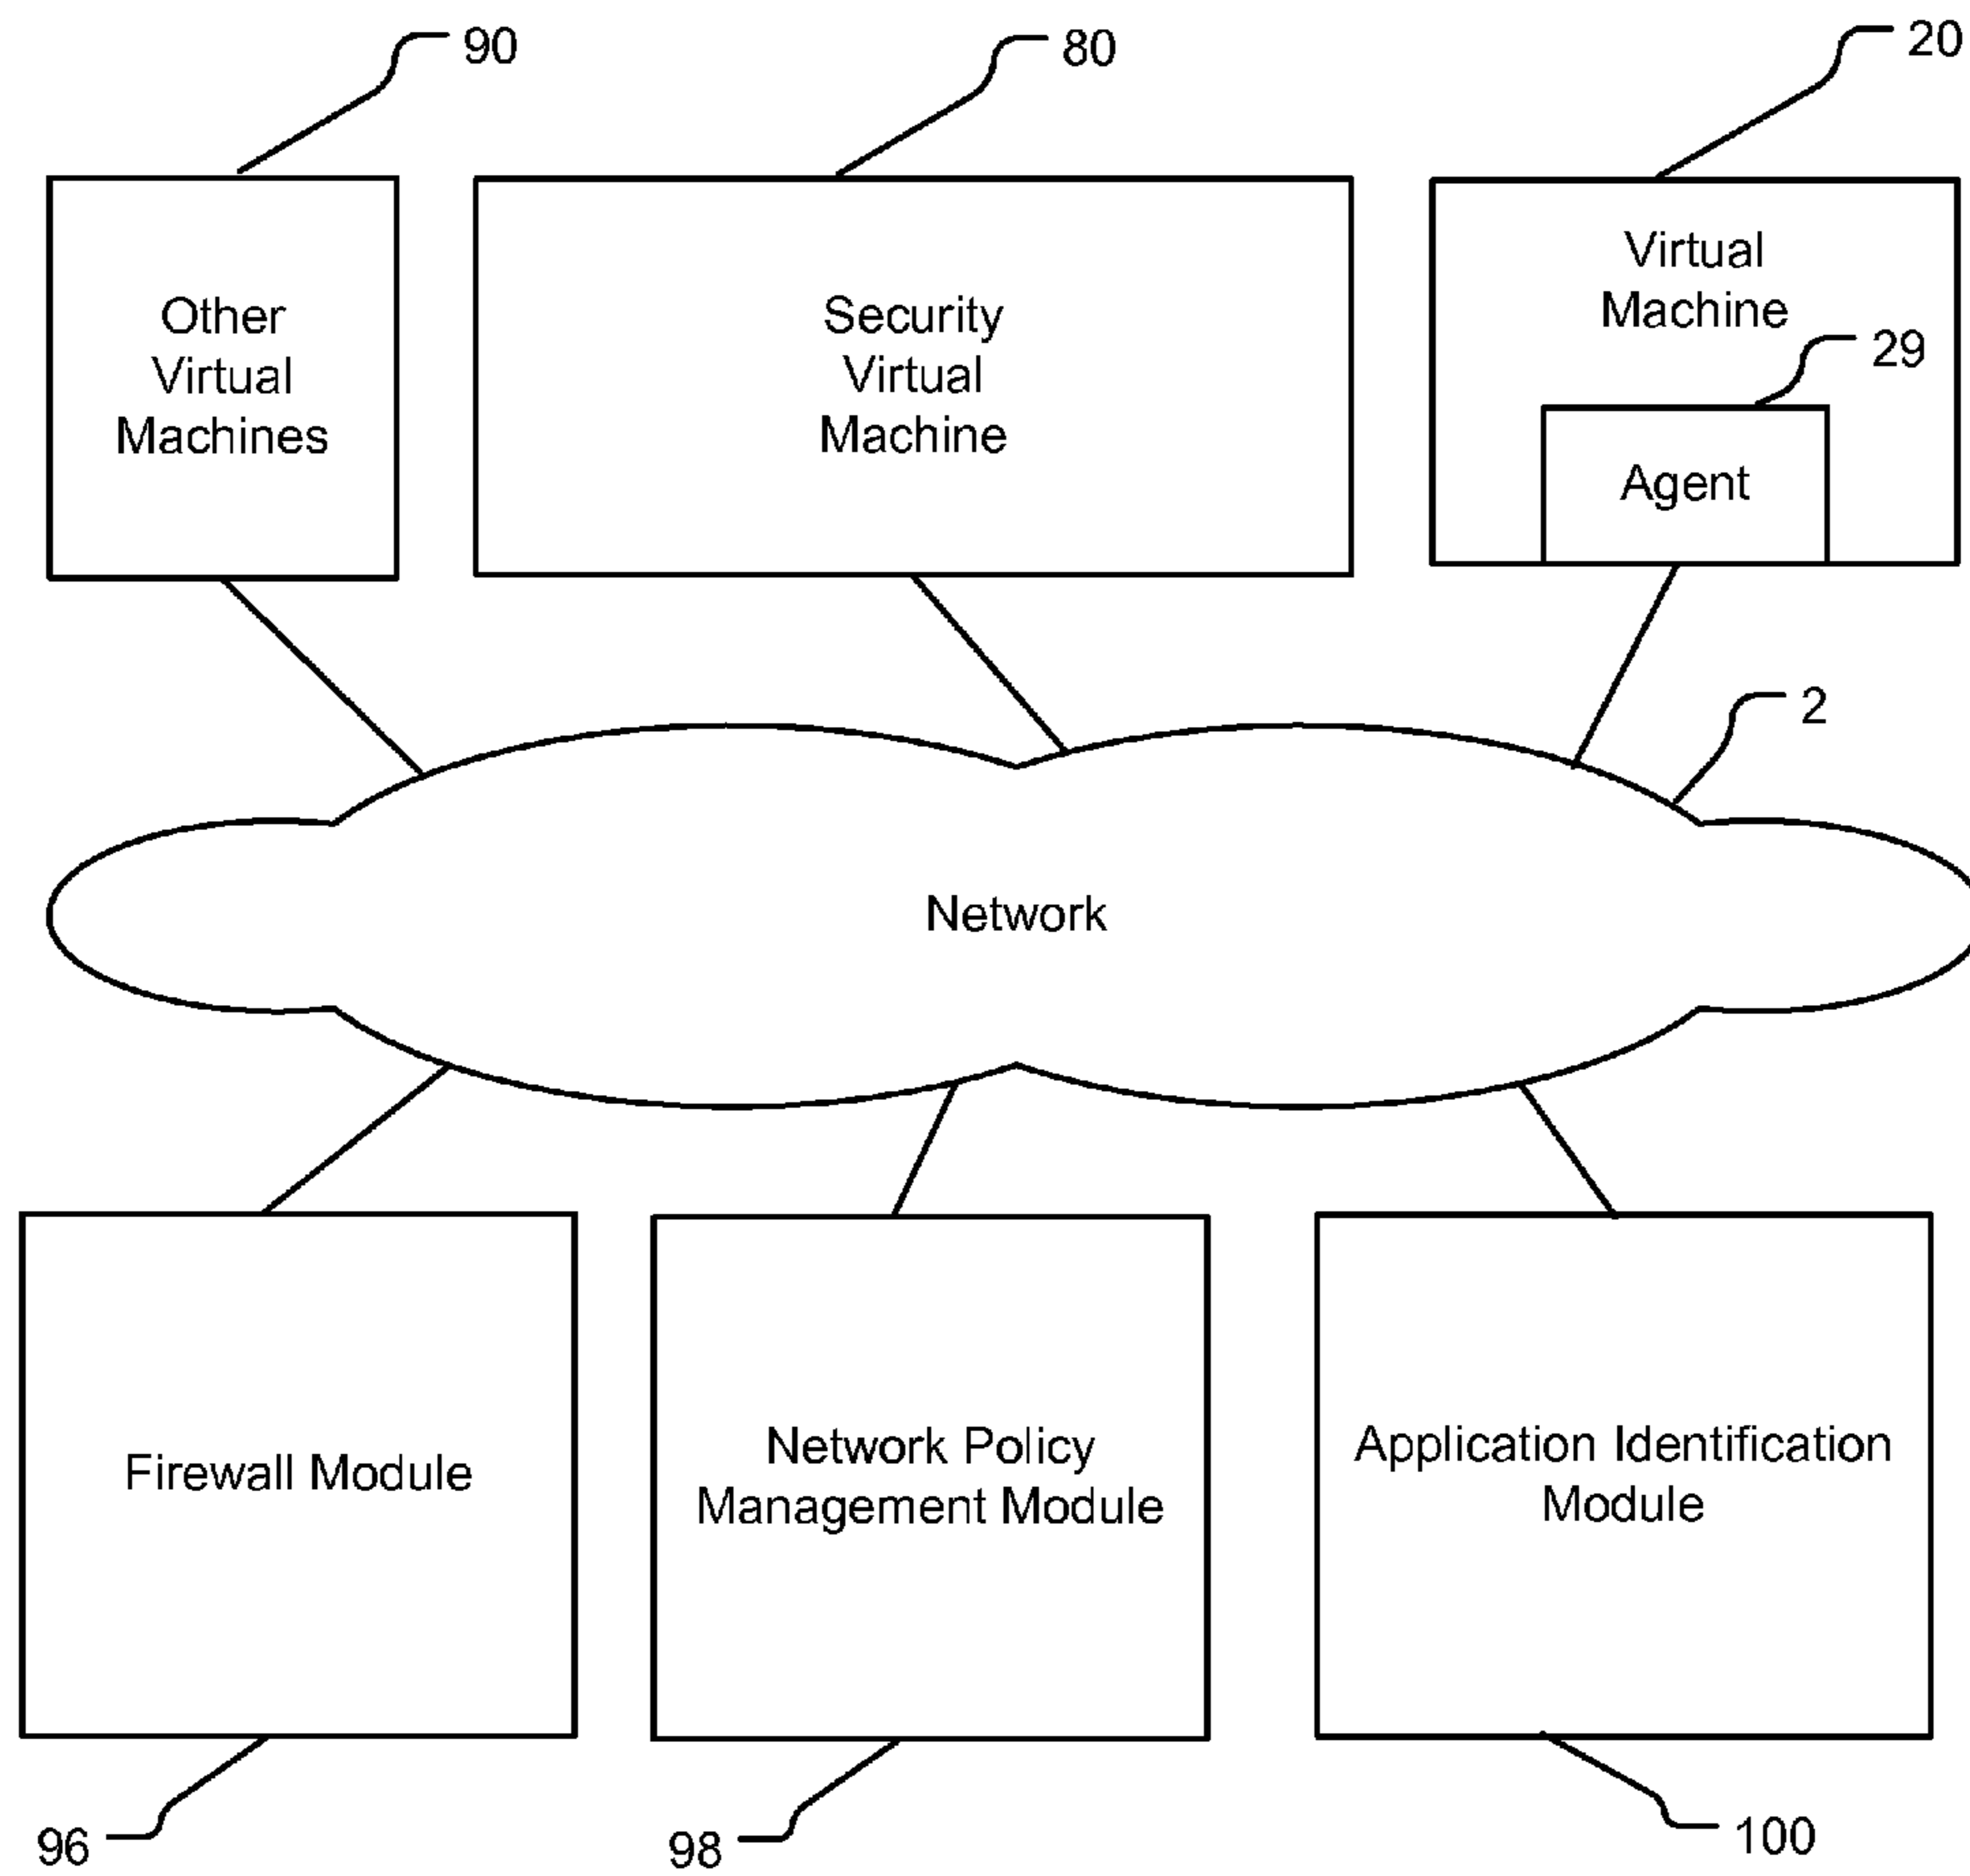 90
80
20
Other
Virtual
Machines
Security
Virtual
Machine
Virtual
Machine
29
Agent
2
Network
Firewall Module
Network Policy
Management Module
Application Identification
Module
96
98
100